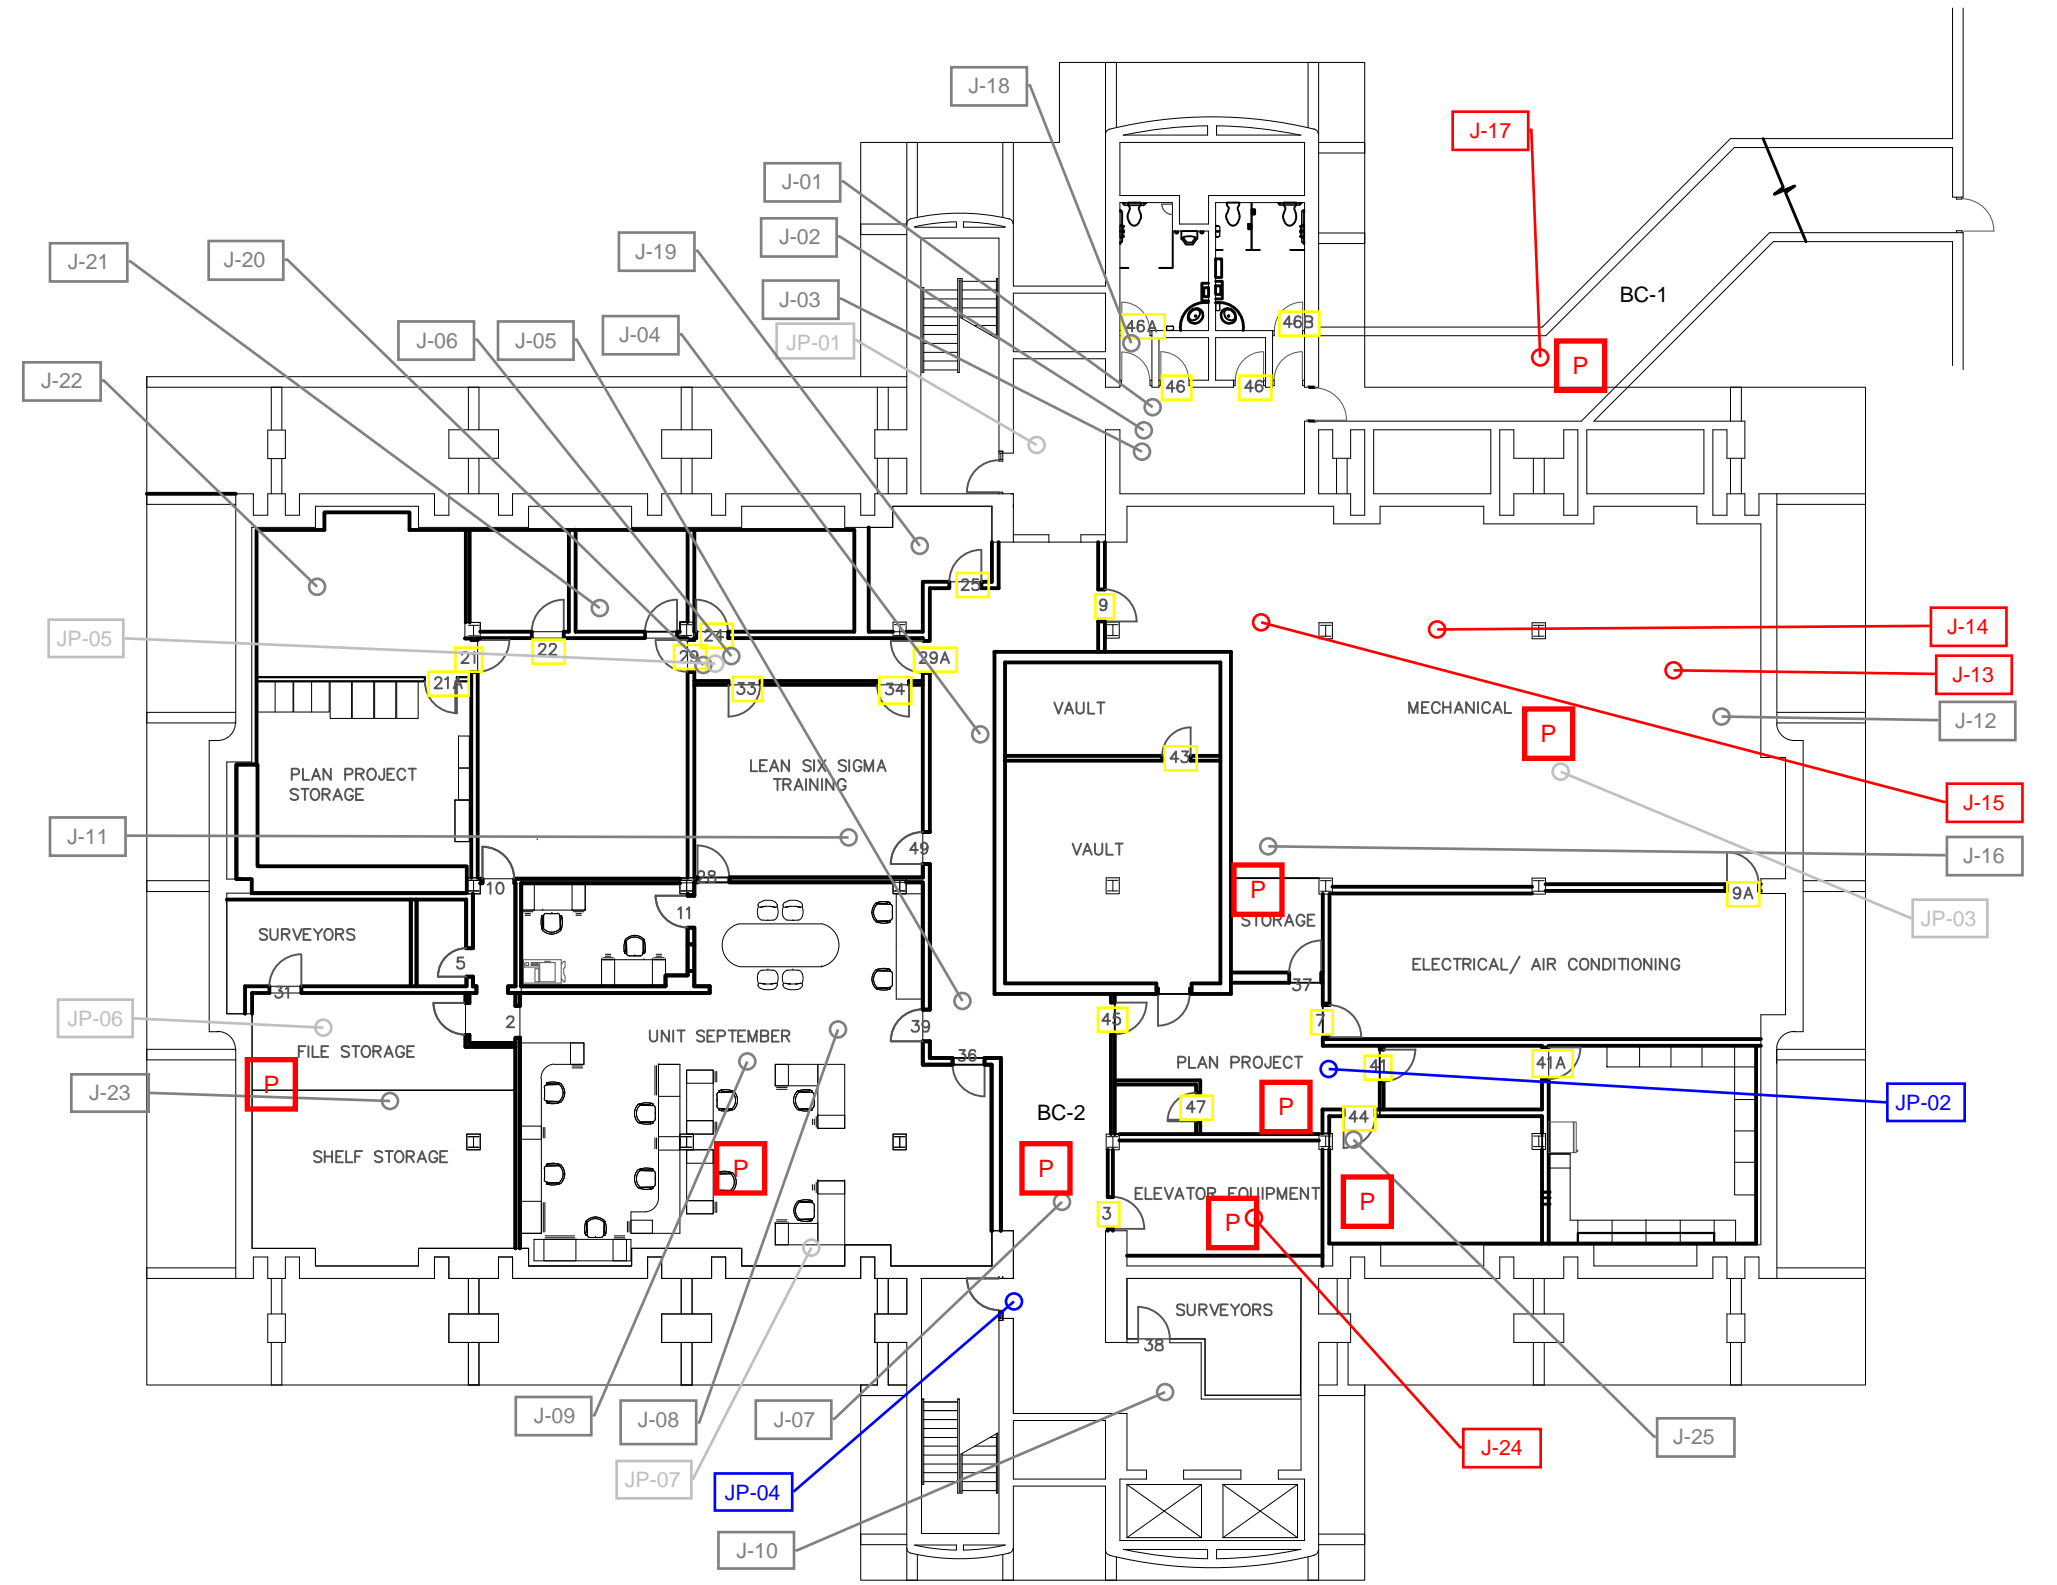 J-18
J-17
J-01
J-02
J-19
J-20
J-21
BC-1
J-03
46A
46B
J-04
J-05
J-06
JP-01
P
J-22
46
46
25
9
J-14
24
JP-05
22
21
29
29A
J-13
21A
33
34
VAULT
MECHANICAL
J-12
P
43
LEAN SIX SIGMA
TRAINING
PLAN PROJECT
STORAGE
J-15
J-11
49
VAULT
J-16
28
10
P
9A
11
STORAGE
JP-03
SURVEYORS
5
ELECTRICAL/ AIR CONDITIONING
37
31
JP-06
2
39
45
7
UNIT SEPTEMBER
FILE STORAGE
36
PLAN PROJECT
41
41A
P
J-23
BC-2
47
P
44
JP-02
SHELF STORAGE
P
P
ELEVATOR EQUIPMENT
P
3
P
SURVEYORS
38
J-09
J-08
J-07
J-25
J-24
JP-07
JP-04
J-10